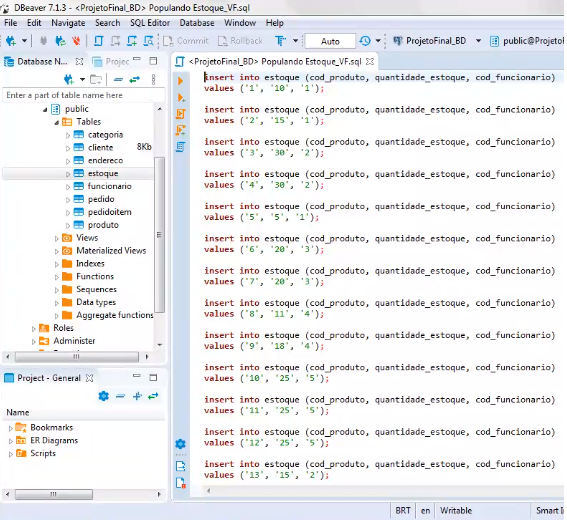 DBeaver 7.1.3 - <ProjetoFinal_BD> Populando Estoque_VF.sql
File Edit Navigate Search SQL Editor Database Window Help
Commit Rollback Auto ProjetoFinal_BD public@Projeto
Database N... Projec
<ProjetoFinal_BD> Populando Estoque_VF.sql
Enter a part of table name here
public
Tables
categoria
cliente 8Kb
endereco
estoque
funcionario
pedido
pedidoitem
produto
Views
Materialized Views
Indexes
Functions
Sequences
Data types
Aggregate functions
Roles
Administer
Project - General
Name
Bookmarks
ER Diagrams
Scripts
insert into estoque (cod_produto, quantidade_estoque, cod_funcionario)
values ('1', '10', '1');
insert into estoque (cod_produto, quantidade_estoque, cod_funcionario)
values ('2', '15', '1');
insert into estoque (cod_produto, quantidade_estoque, cod_funcionario)
values ('3', '30', '2');
insert into estoque (cod_produto, quantidade_estoque, cod_funcionario)
values ('4', '30', '2');
insert into estoque (cod_produto, quantidade_estoque, cod_funcionario)
values ('5', '5', '1');
insert into estoque (cod_produto, quantidade_estoque, cod_funcionario)
values ('6', '20', '3');
insert into estoque (cod_produto, quantidade_estoque, cod_funcionario)
values ('7', '20', '3');
insert into estoque (cod_produto, quantidade_estoque, cod_funcionario)
values ('8', '11', '4');
insert into estoque (cod_produto, quantidade_estoque, cod_funcionario)
values ('9', '18', '4');
insert into estoque (cod_produto, quantidade_estoque, cod_funcionario)
values ('10', '25', '5');
insert into estoque (cod_produto, quantidade_estoque, cod_funcionario)
values ('11', '25', '5');
insert into estoque (cod_produto, quantidade_estoque, cod_funcionario)
values ('12', '25', '5');
insert into estoque (cod_produto, quantidade_estoque, cod_funcionario)
values ('13', '15', '2');
BRT en Writable Smart In